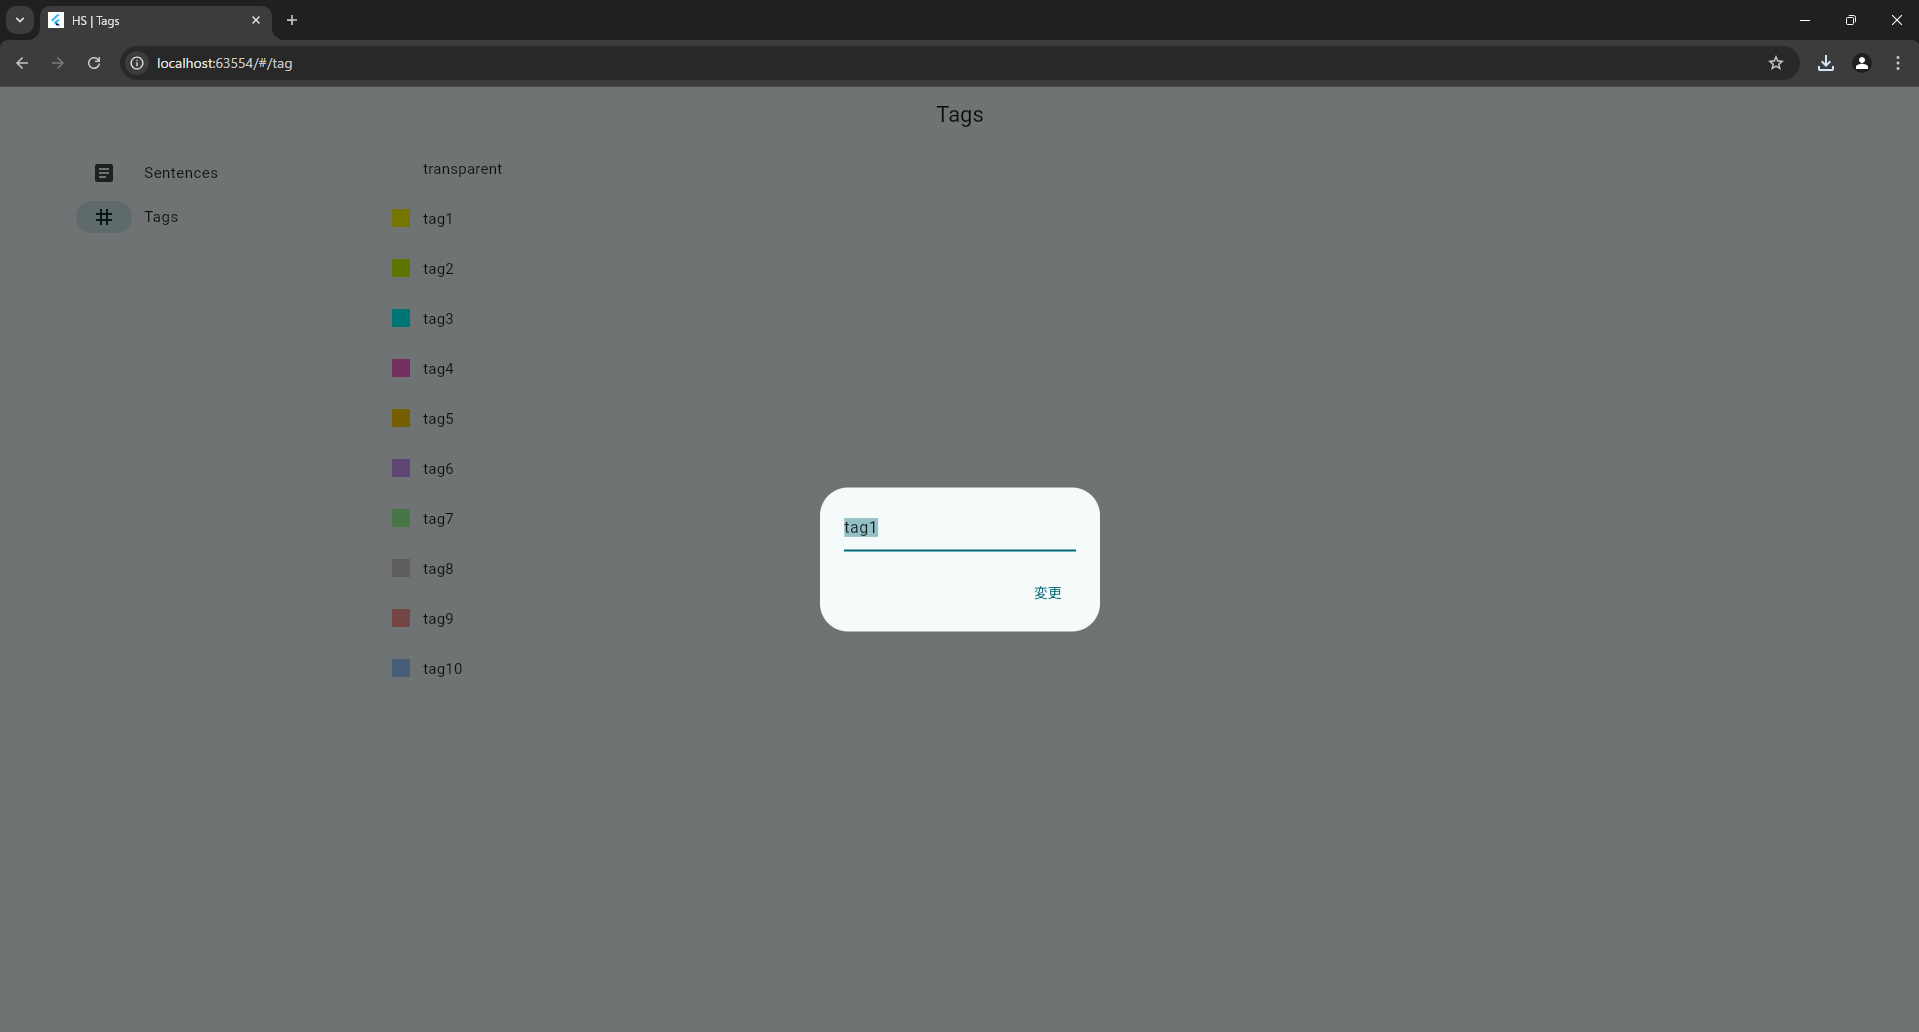 HS | Tags
localhost:63554/#/tag
Tags
Sentences
Tags
transparent
tag1
tag2
tag3
tag4
tag5
tag6
tag7
tag8
tag9
tag10
tag1
変更